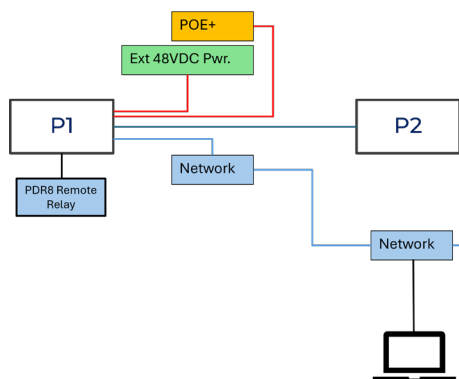 POE+
Ext 48VDC Pwr.
P1
P2
Network
PDR8 Remote
Relay
Network